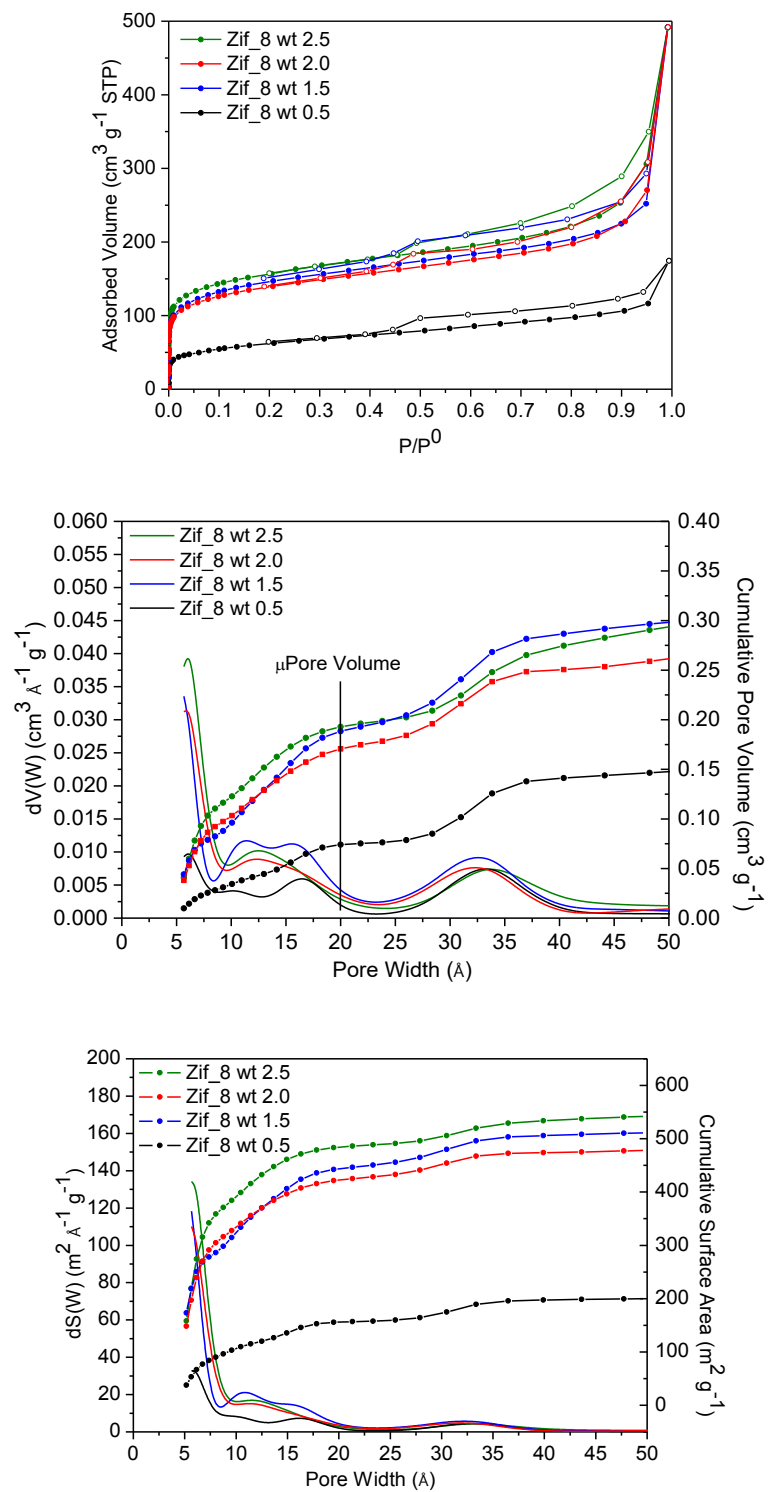 500
400
300
200
100
0
Adsorbed Volume (cm³ g⁻¹ STP)
Zif_8 wt 2.5
Zif_8 wt 2.0
Zif_8 wt 1.5
Zif_8 wt 0.5
0.0 0.1 0.2 0.3 0.4 0.5 0.6 0.7 0.8 0.9 1.0
P/P⁰
0.060
0.055
0.050
0.045
0.040
0.035
0.030
0.025
0.020
0.015
0.010
0.005
0.000
dV(W) (cm³ Å⁻¹ g⁻¹)
Zif_8 wt 2.5
Zif_8 wt 2.0
Zif_8 wt 1.5
Zif_8 wt 0.5
μPore Volume
0.40
0.30
0.20
0.10
0.00
Cumulative Pore Volume (cm³ g⁻¹)
0 5 10 15 20 25 30 35 40 45 50
Pore Width (Å)
200
180
160
140
120
100
80
60
40
20
0
dS(W) (m² Å⁻¹ g⁻¹)
Zif_8 wt 2.5
Zif_8 wt 2.0
Zif_8 wt 1.5
Zif_8 wt 0.5
600
500
400
300
200
100
0
Cumulative Surface Area (m² g⁻¹)
0 5 10 15 20 25 30 35 40 45 50
Pore Width (Å)